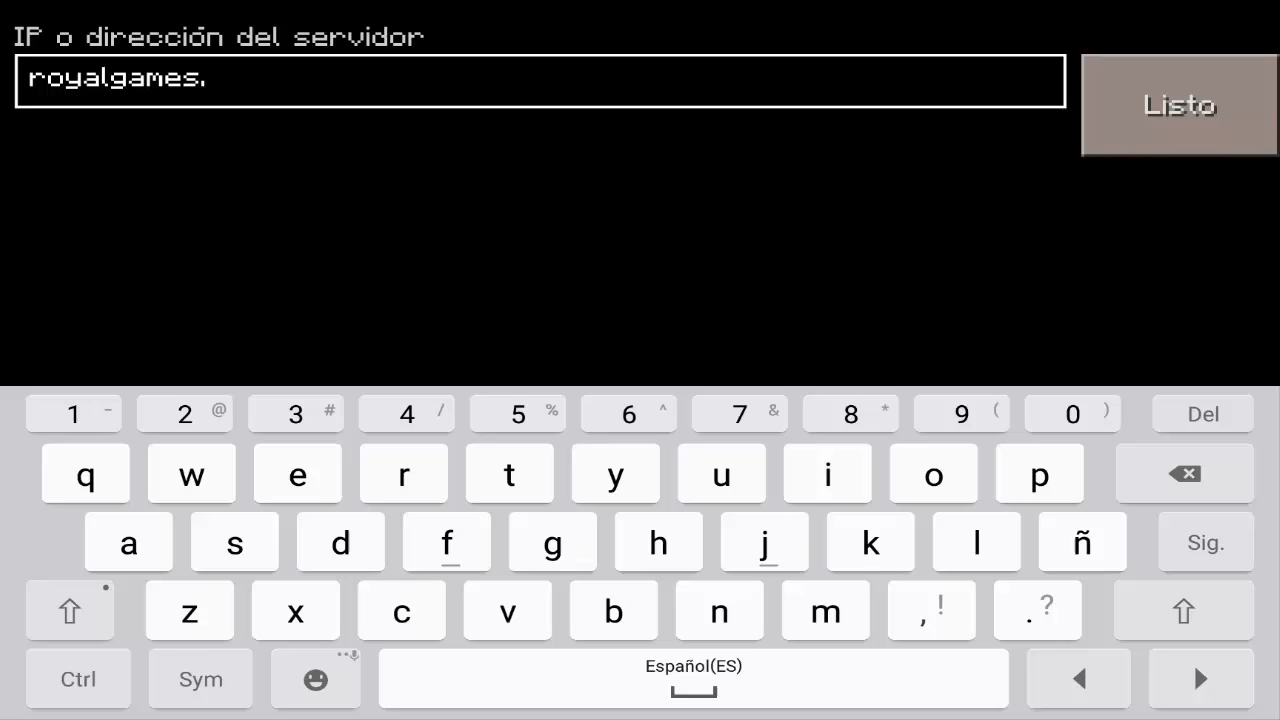 IP o dirección del servidor
royalgames.
Listo
1 - 2 @ 3 # 4 / 5 % 6 ^ 7 & 8 * 9 ( 0 ) Del
q w e r t y u i o p
a s d f g h j k l ñ Sig.
z x c v b n m , ! . ?
Ctrl Sym Español(ES)